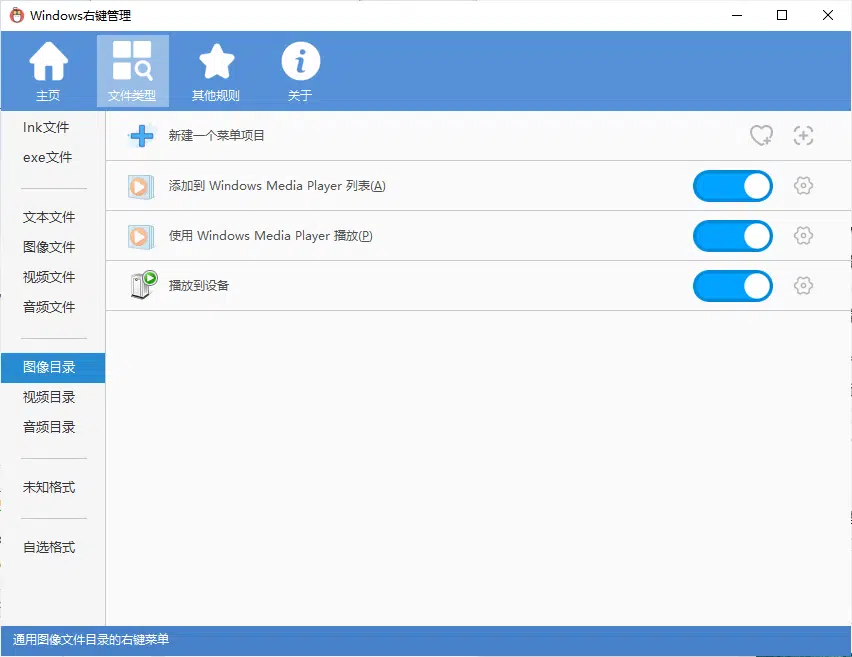 Windows右键管理
主页
文件类型
其他规则
关于
lnk文件
exe文件
文本文件
图像文件
视频文件
音频文件
图像目录
视频目录
音频目录
未知格式
自选格式
新建一个菜单项目
添加到 Windows Media Player 列表(A)
使用 Windows Media Player 播放(P)
播放到设备
通用图像文件目录的右键菜单